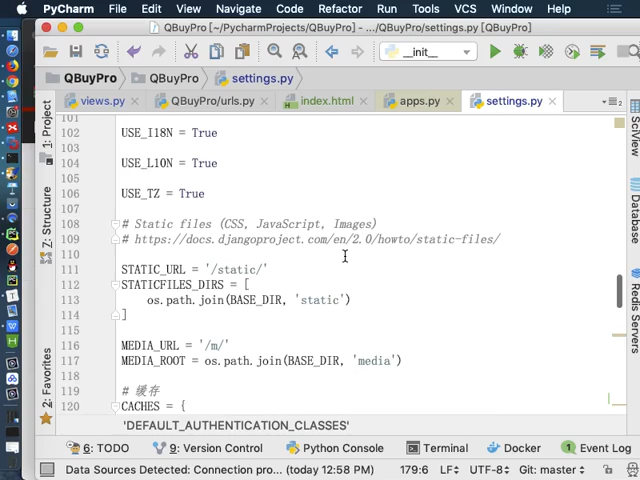 PyCharm File Edit View Navigate Code Refactor Run Tools VCS Window Help
QBuyPro [~/PycharmProjects/QBuyPro] - .../QBuyPro/settings.py [QBuyPro]
__init__
QBuyPro QBuyPro settings.py
views.py QBuyPro/urls.py index.html apps.py settings.py
1: Project
7: Structure
2: Favorites
SciView
Database
Redis Servers
101
102 USE_I18N = True
103
104 USE_L10N = True
105
106 USE_TZ = True
107
108 # Static files (CSS, JavaScript, Images)
109 # https://docs.djangoproject.com/en/2.0/howto/static-files/
110
111 STATIC_URL = '/static/'
112 STATICFILES_DIRS = [
113 os.path.join(BASE_DIR, 'static')
114 ]
115
116 MEDIA_URL = '/m/'
117 MEDIA_ROOT = os.path.join(BASE_DIR, 'media')
118
119 # 缓存
120 CACHES = {
'DEFAULT_AUTHENTICATION_CLASSES'
6: TODO 9: Version Control Python Console Terminal Docker 1 Event Log
Data Sources Detected: Connection pro... (today 12:58 PM) 179:6 LF UTF-8 Git: master